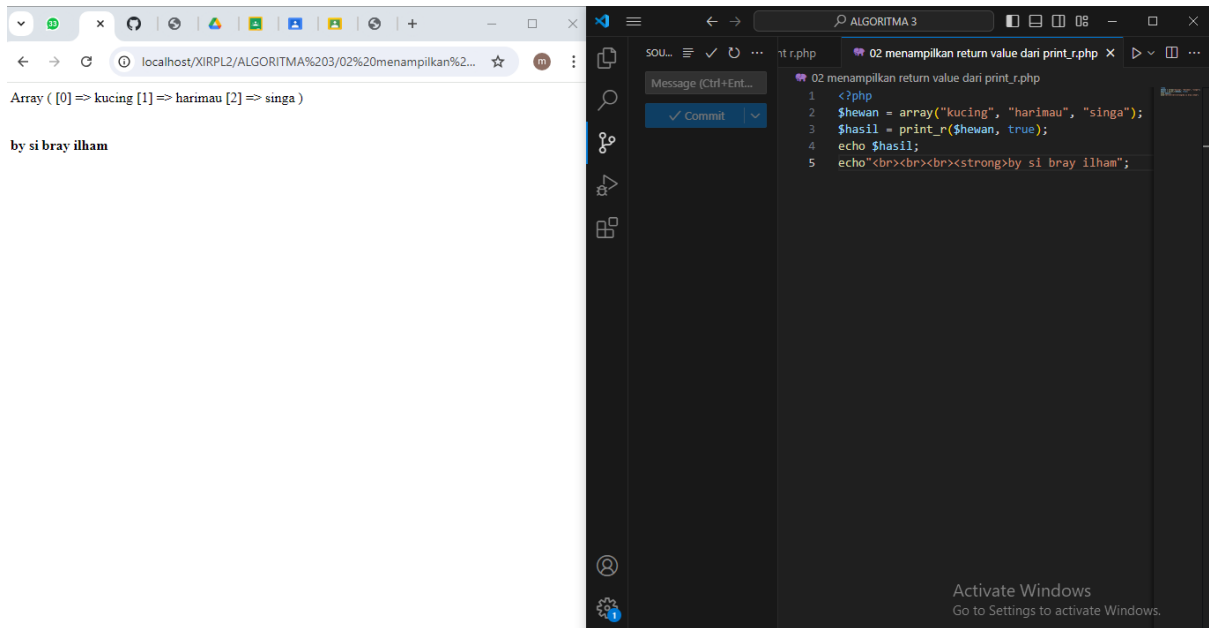 33
localhost/XIRPL2/ALGORITMA%203/02%20menampilkan%2...
m
Array ( [0] => kucing [1] => harimau [2] => singa )
by si bray ilham
ALGORITMA 3
SOU...
nt r.php
02 menampilkan return value dari print_r.php
Message (Ctrl+Ent...
Commit
02 menampilkan return value dari print_r.php
1 <?php
2 $hewan = array("kucing", "harimau", "singa");
3 $hasil = print_r($hewan, true);
4 echo $hasil;
5 echo"<br><br><br><strong>by si bray ilham";
1
Activate Windows
Go to Settings to activate Windows.